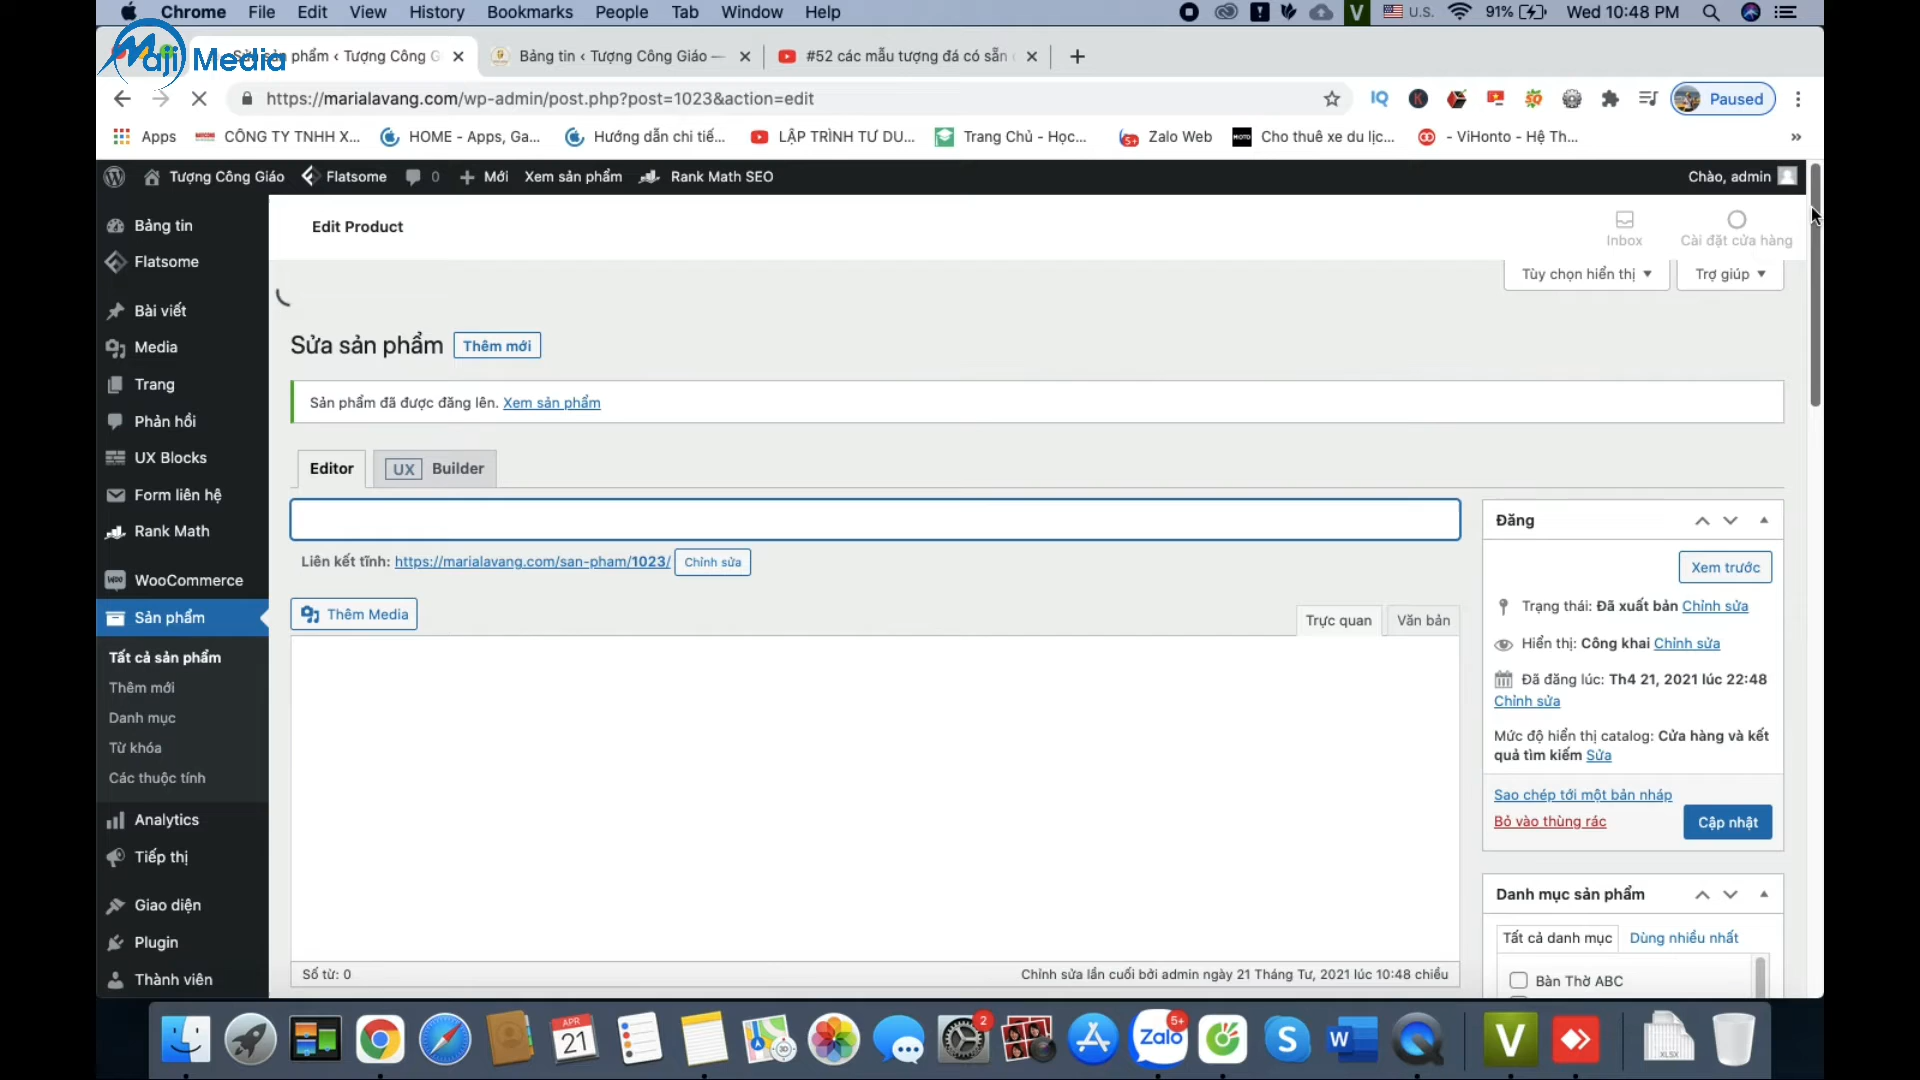 Chrome File Edit View History Bookmarks People Tab Window Help
V U.S. 91% Wed 10:48 PM
Maji Media
phẩm ‹ Tượng Công G
Bảng tin ‹ Tượng Công Giáo —
#52 các mẫu tượng đá có sẵn
https://marialavang.com/wp-admin/post.php?post=1023&action=edit
IQ K SQ Paused
Apps CÔNG TY TNHH X... HOME - Apps, Ga... Hướng dẫn chi tiế... LẬP TRÌNH TƯ DU... Trang Chủ - Học... 5+ Zalo Web MOTO Cho thuê xe du lịc... - ViHonto - Hệ Th... »
Tượng Công Giáo Flatsome 0 Mới Xem sản phẩm Rank Math SEO Chào, admin
Edit Product
Inbox
Cài đặt cửa hàng
Tùy chọn hiển thị
Trợ giúp
Bảng tin
Flatsome
Bài viết
Media
Trang
Phản hồi
UX Blocks
Form liên hệ
Rank Math
WooCommerce
Sản phẩm
Tất cả sản phẩm
Thêm mới
Danh mục
Từ khóa
Các thuộc tính
Analytics
Tiếp thị
Giao diện
Plugin
Thành viên
Sửa sản phẩm Thêm mới
Sản phẩm đã được đăng lên. Xem sản phẩm
Editor UX Builder
Liên kết tĩnh: https://marialavang.com/san-pham/1023/ Chỉnh sửa
Thêm Media
Trực quan Văn bản
Số từ: 0
Chỉnh sửa lần cuối bởi admin ngày 21 Tháng Tư, 2021 lúc 10:48 chiều
Đăng
Xem trước
Trạng thái: Đã xuất bản Chỉnh sửa
Hiển thị: Công khai Chỉnh sửa
Đã đăng lúc: Th4 21, 2021 lúc 22:48
Chỉnh sửa
Mức độ hiển thị catalog: Cửa hàng và kết
quả tìm kiếm Sửa
Sao chép tới một bản nháp
Bỏ vào thùng rác
Cập nhật
Danh mục sản phẩm
Tất cả danh mục Dùng nhiều nhất
Bàn Thờ ABC
APR
21
3D
2
Zalo
5+
S
W
V
XLSX